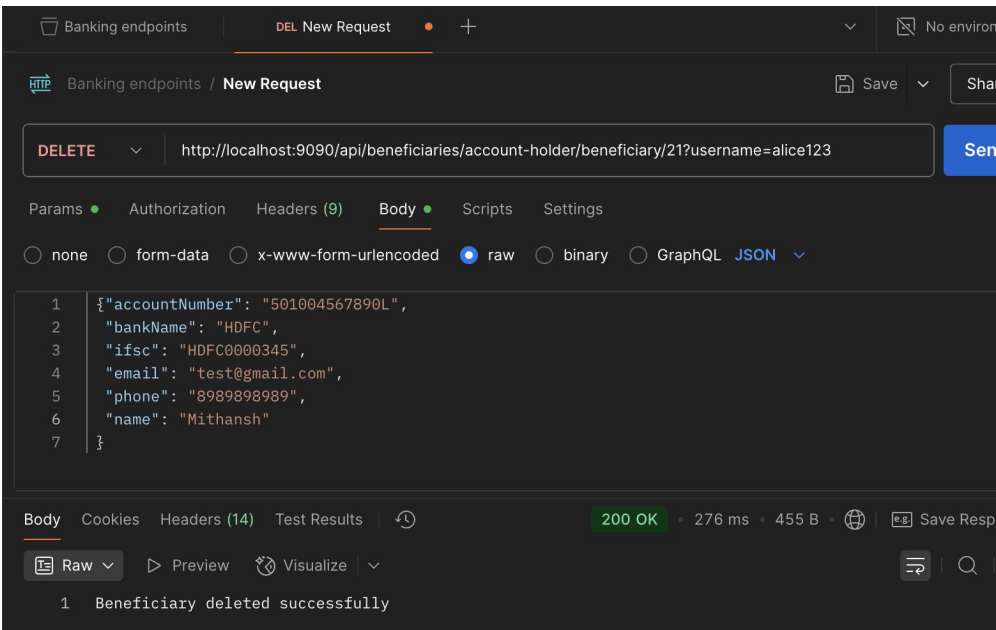 Banking endpoints
DEL New Request
No environ
HTTP Banking endpoints / New Request
Save
Shar
DELETE http://localhost:9090/api/beneficiaries/account-holder/beneficiary/21?username=alice123
Sen
Params Authorization Headers (9) Body Scripts Settings
none form-data x-www-form-urlencoded raw binary GraphQL JSON
1 {"accountNumber": "501004567890L",
2 "bankName": "HDFC",
3 "ifsc": "HDFC0000345",
4 "email": "test@gmail.com",
5 "phone": "8989898989",
6 "name": "Mithansh"
7 }
Body Cookies Headers (14) Test Results
200 OK 276 ms 455 B
e.g. Save Resp
Raw Preview Visualize
1 Beneficiary deleted successfully